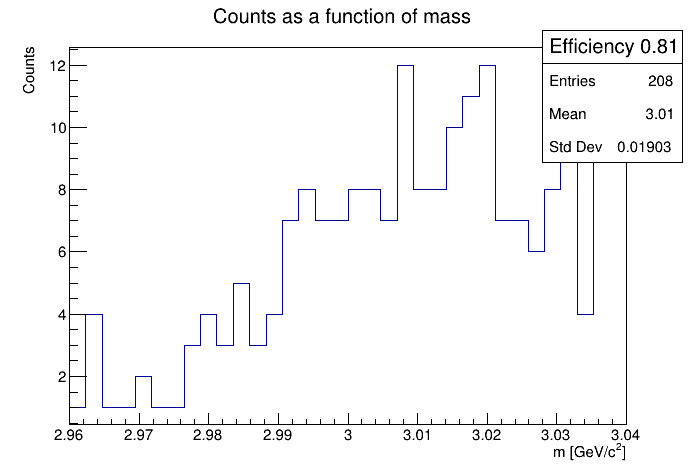 Counts as a function of mass
Efficiency 0.81
Entries 208
Mean 3.01
Std Dev 0.01903
Counts
12
10
8
6
4
2
2.96 2.97 2.98 2.99 3 3.01 3.02 3.03 3.04
m [GeV/c²]